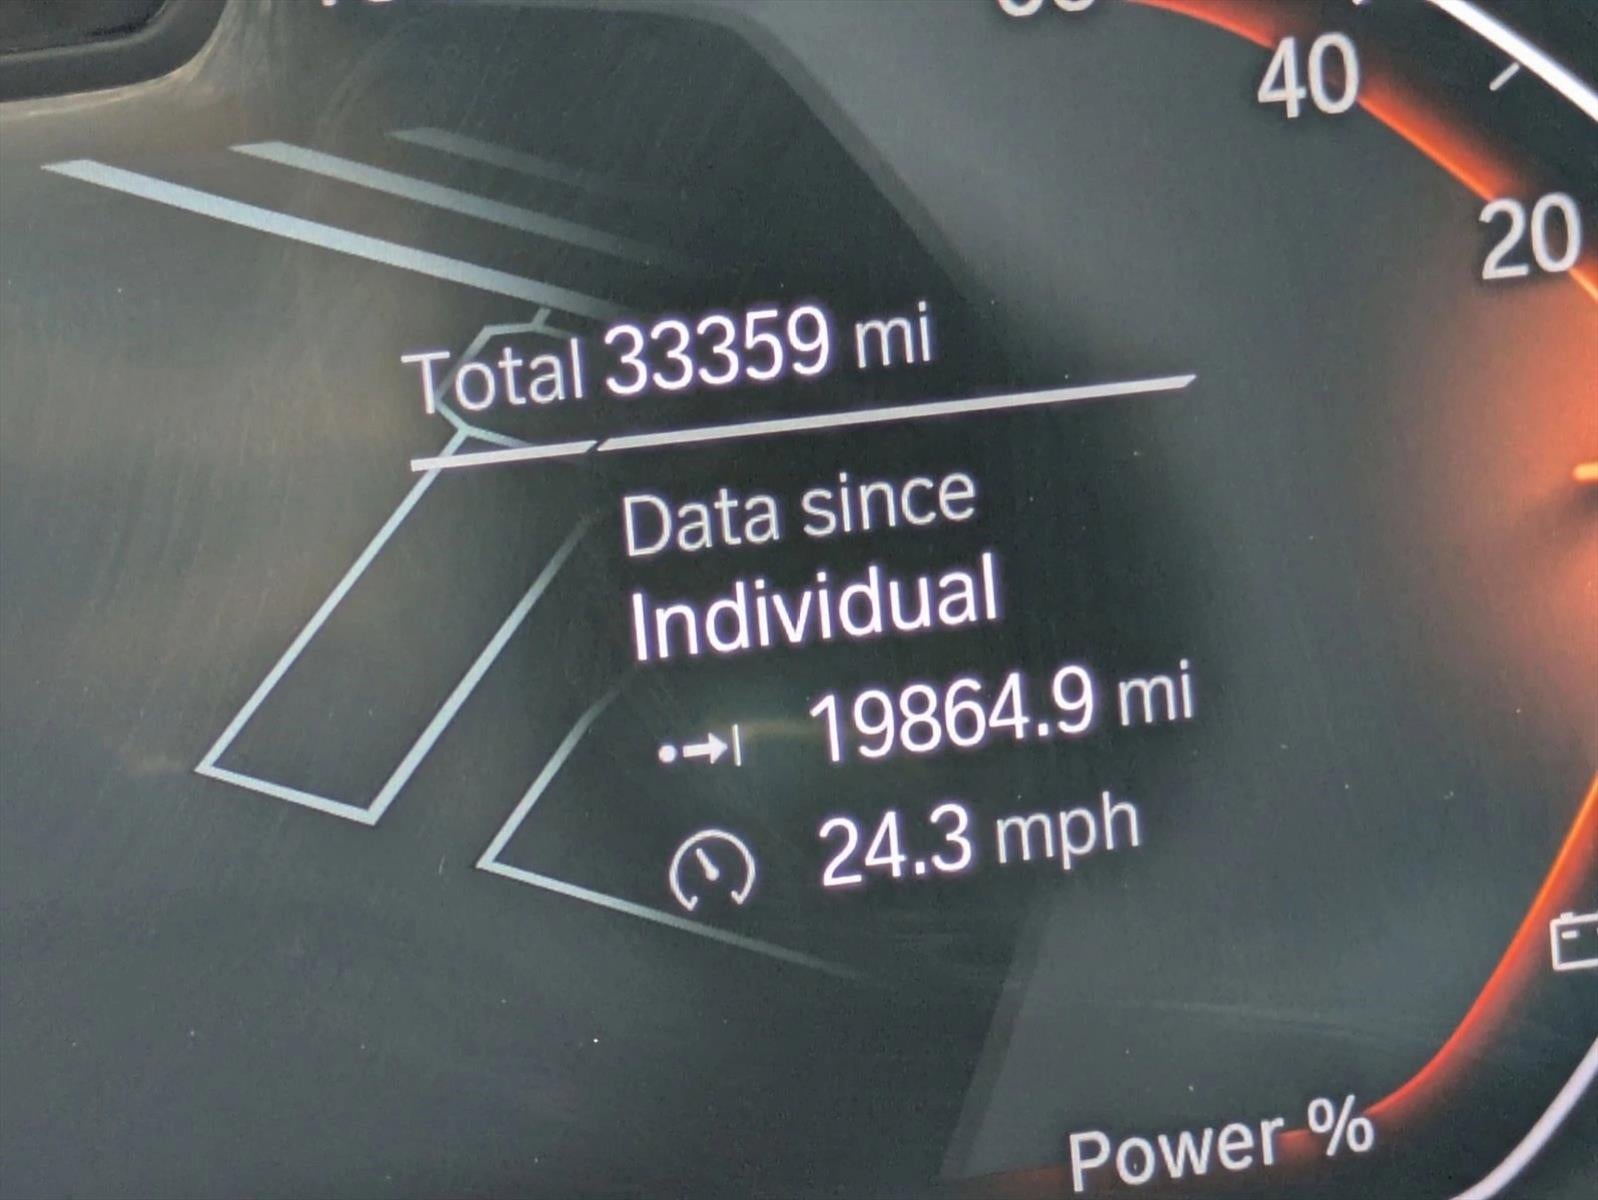 40
20
Total 33359 mi
Data since
Individual
19864.9 mi
24.3 mph
Power %